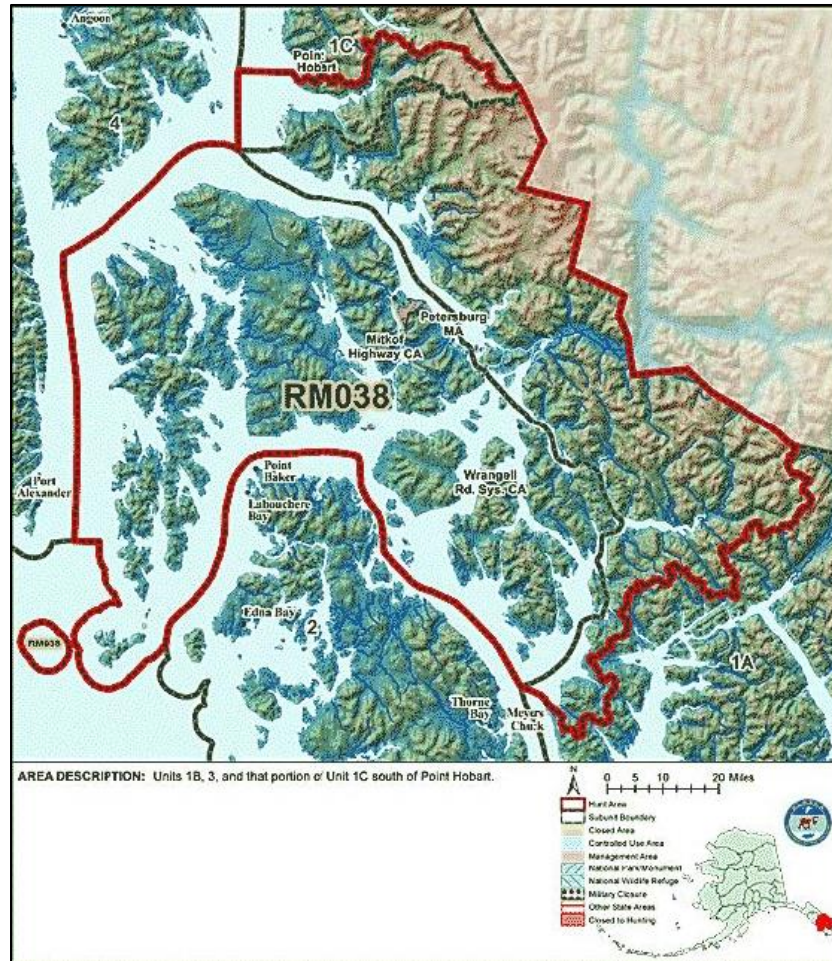 Angoon
1C
Point
Hobart
4
Petersburg
MA
Mitkof
Highway CA
RM038
Point
Baker
Labouchere
Bay
Wrangell
Rd. Sys. CA
Port
Alexander
Edna Bay
2
RM038
1A
Thorne
Bay
Meyers
Chuck
AREA DESCRIPTION: Units 1B, 3, and that portion of Unit 1C south of Point Hobart.
N
0 5 10 20 Miles
Hunt Area
Subunit Boundary
Closed Area
Controlled Use Area
Management Area
National Park/Monument
National Wildlife Refuge
Military Closure
Other State Areas
Closed to Hunting